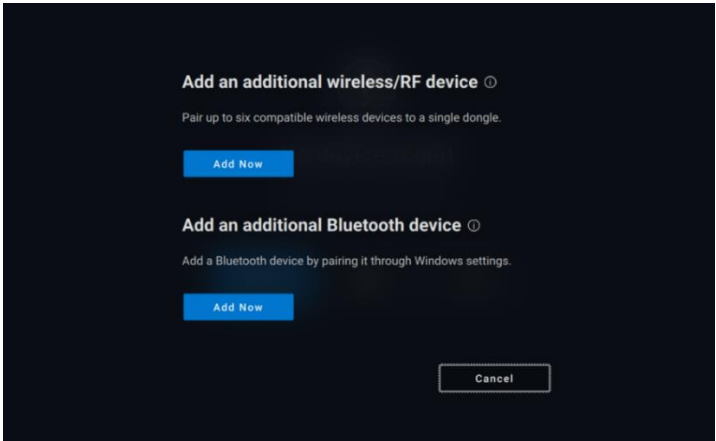 Add an additional wireless/RF device ⓘ
Pair up to six compatible wireless devices to a single dongle.
Add Now
Add an additional Bluetooth device ⓘ
Add a Bluetooth device by pairing it through Windows settings.
Add Now
Cancel